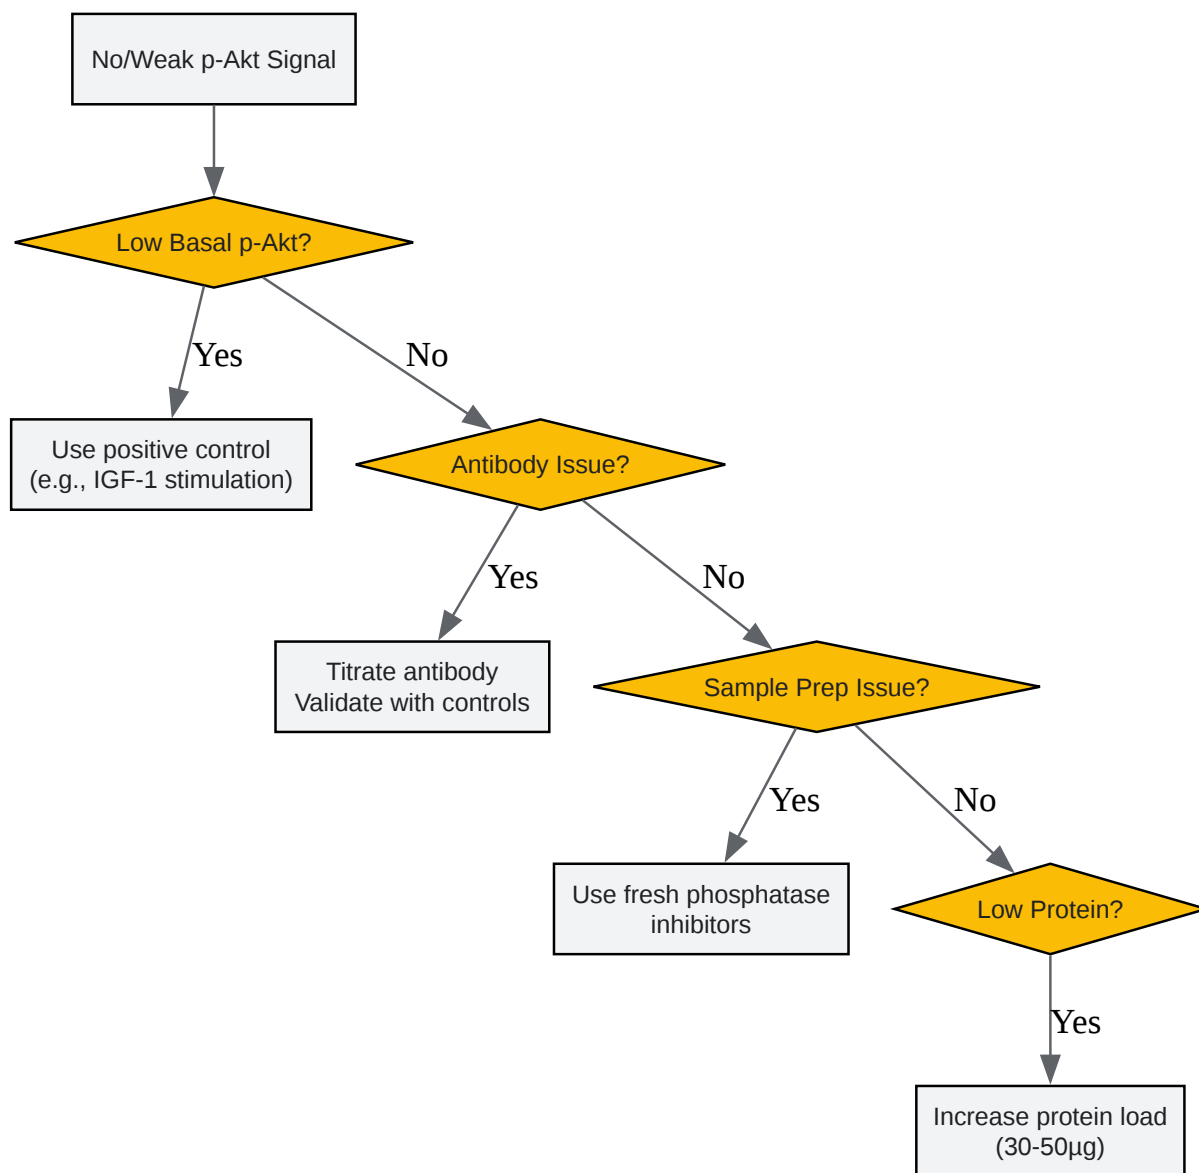 No/Weak p-Akt Signal
Low Basal p-Akt?
Yes
No
Use positive control
(e.g., IGF-1 stimulation)
Antibody Issue?
Yes
No
Titrate antibody
Validate with controls
Sample Prep Issue?
Yes
No
Use fresh phosphatase
inhibitors
Low Protein?
Yes
Increase protein load
(30-50µg)